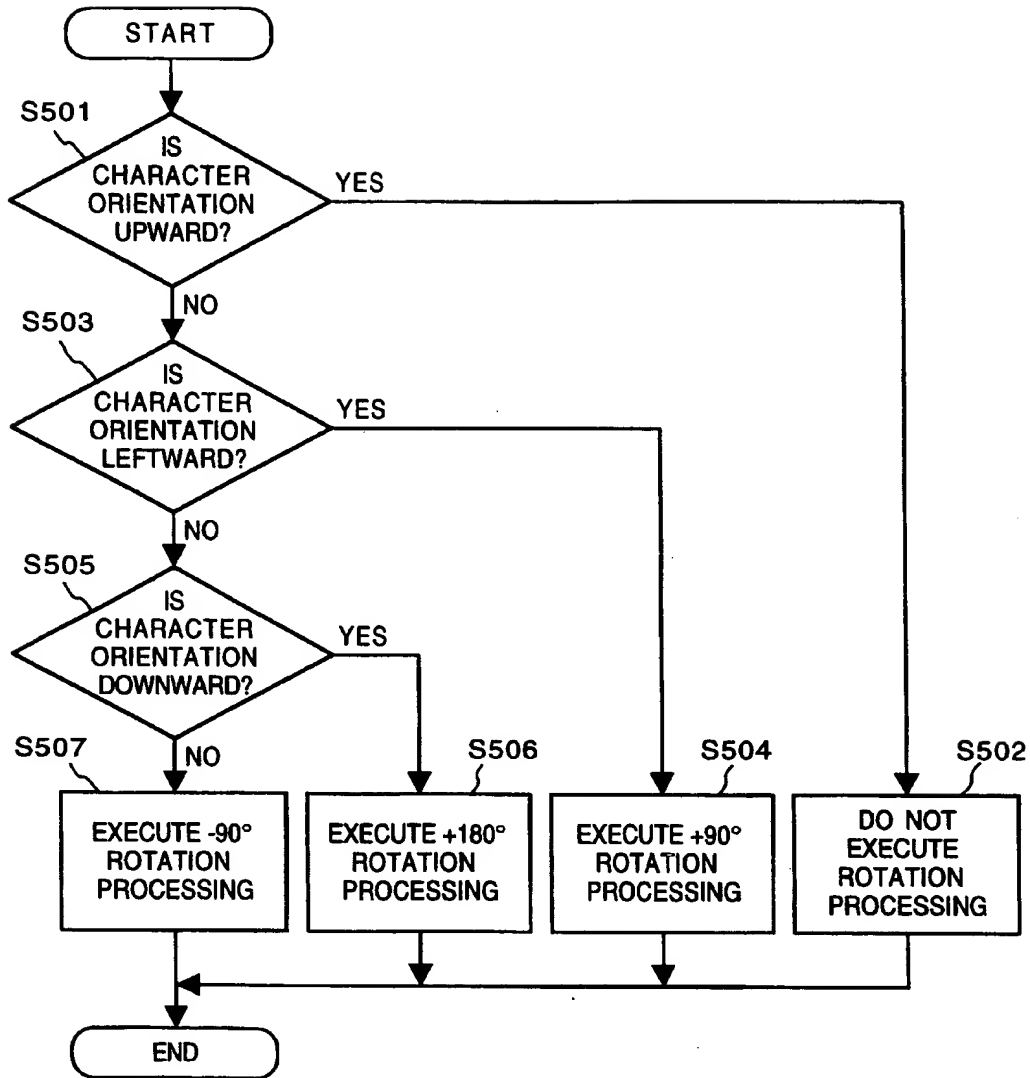 START
S501
IS
CHARACTER
ORIENTATION
UPWARD?
YES
NO
S503
IS
CHARACTER
ORIENTATION
LEFTWARD?
YES
NO
S505
IS
CHARACTER
ORIENTATION
DOWNWARD?
YES
NO
S507
EXECUTE -90°
ROTATION
PROCESSING
S506
EXECUTE +180°
ROTATION
PROCESSING
S504
EXECUTE +90°
ROTATION
PROCESSING
S502
DO NOT
EXECUTE
ROTATION
PROCESSING
END